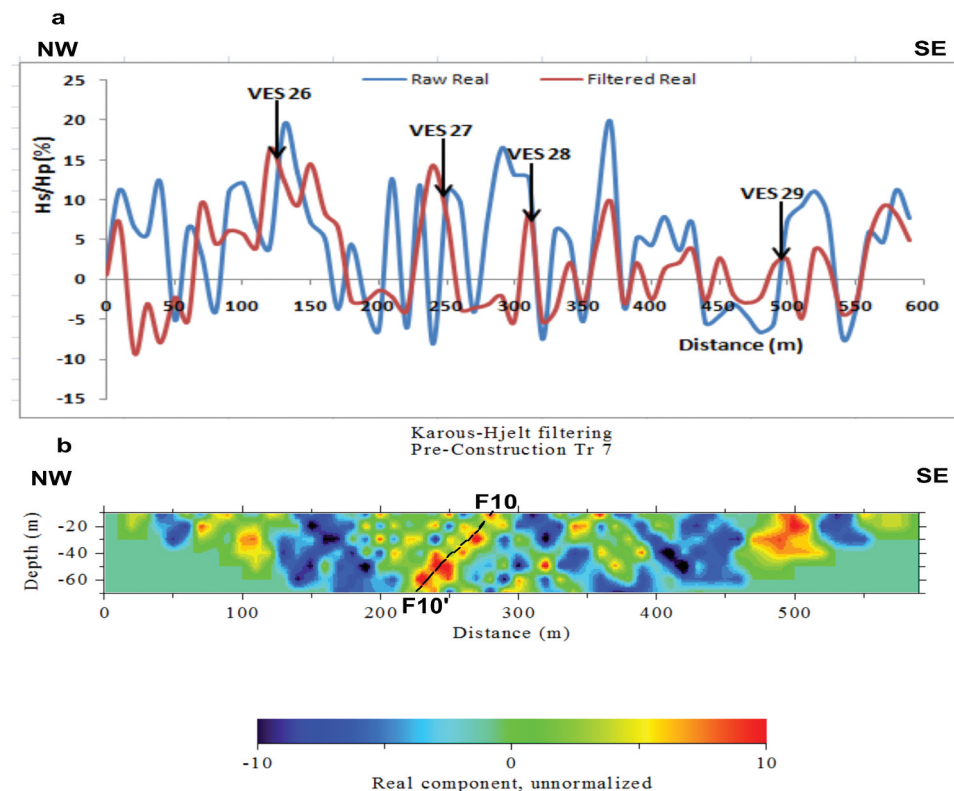 a
NW SE
Raw Real Filtered Real
25
20
15
10
5
0
-5
-10
-15
Hs/Hp(%)
VES 26
VES 27
VES 28
VES 29
0 50 100 150 200 250 300 350 400 450 500 550 600
Distance (m)
Karous-Hjelt filtering
Pre-Construction Tr 7
b
NW SE
F10
Depth (m)
-20
-40
-60
F10'
0 100 200 300 400 500
Distance (m)
-10 0 10
Real component, unnormalized